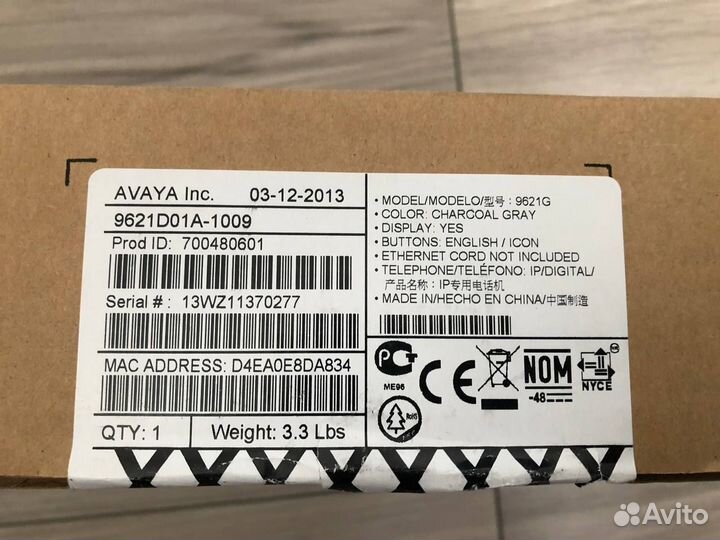 AVAYA Inc. 03-12-2013
9621D01A-1009
Prod ID: 700480601
Serial # : 13WZ11370277
MAC ADDRESS: D4EA0E8DA834
QTY: 1 Weight: 3.3 Lbs
• MODEL/MODELO/型号 : 9621G
• COLOR: CHARCOAL GRAY
• DISPLAY: YES
• BUTTONS: ENGLISH / ICON
• ETHERNET CORD NOT INCLUDED
• TELEPHONE/TELÉFONO: IP/DIGITAL/
产品名称 : IP专用电话机
• MADE IN/HECHO EN CHINA/中国制造
РСТ
ME96
CE
NOM
-48-
NYCE
RoHS
Avito